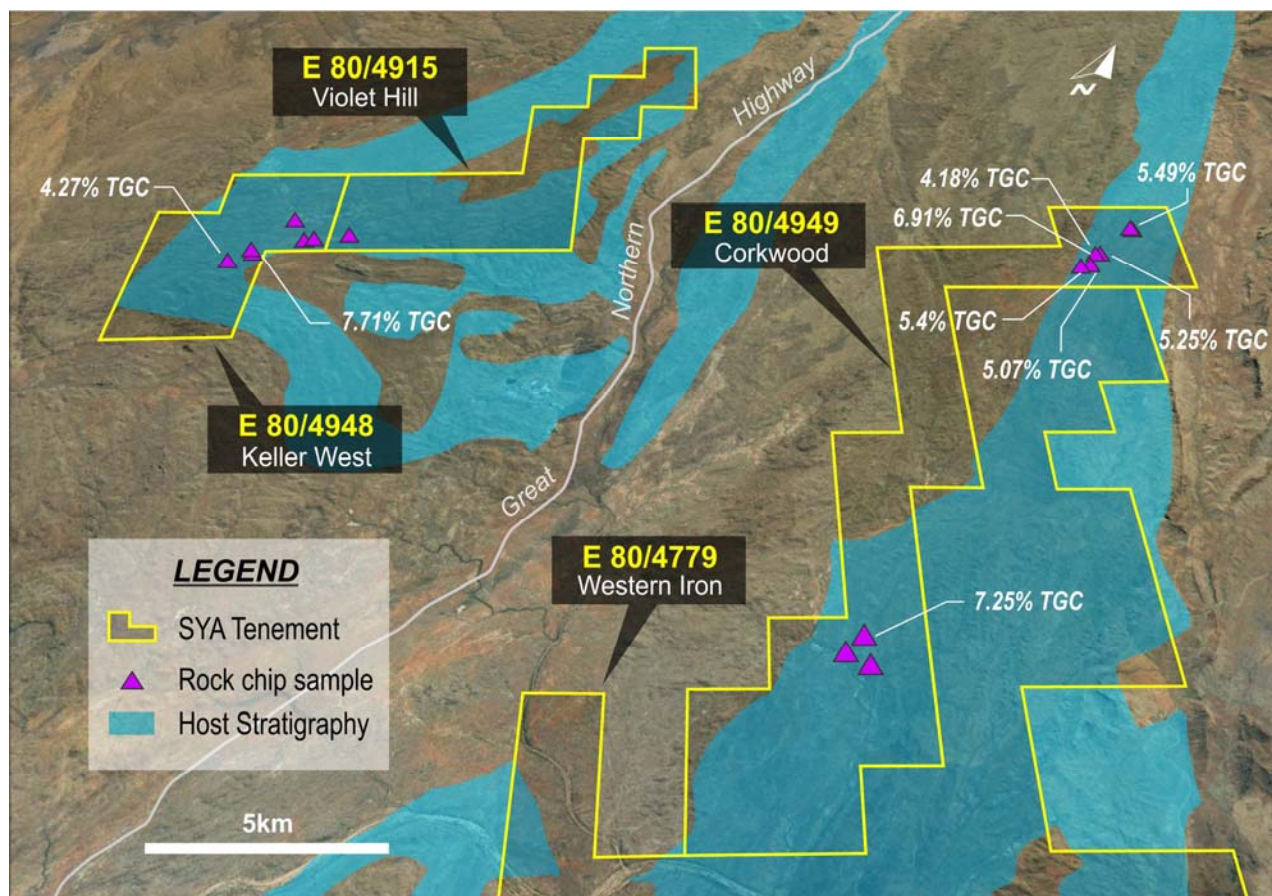 E 80/4915
Violet Hill
Highway
N
4.27% TGC
4.18% TGC
5.49% TGC
6.91% TGC
E 80/4949
Corkwood
Northern
7.71% TGC
5.4% TGC
5.25% TGC
5.07% TGC
E 80/4948
Keller West
Great
E 80/4779
Western Iron
LEGEND
SYA Tenement
Rock chip sample
Host Stratigraphy
7.25% TGC
5km